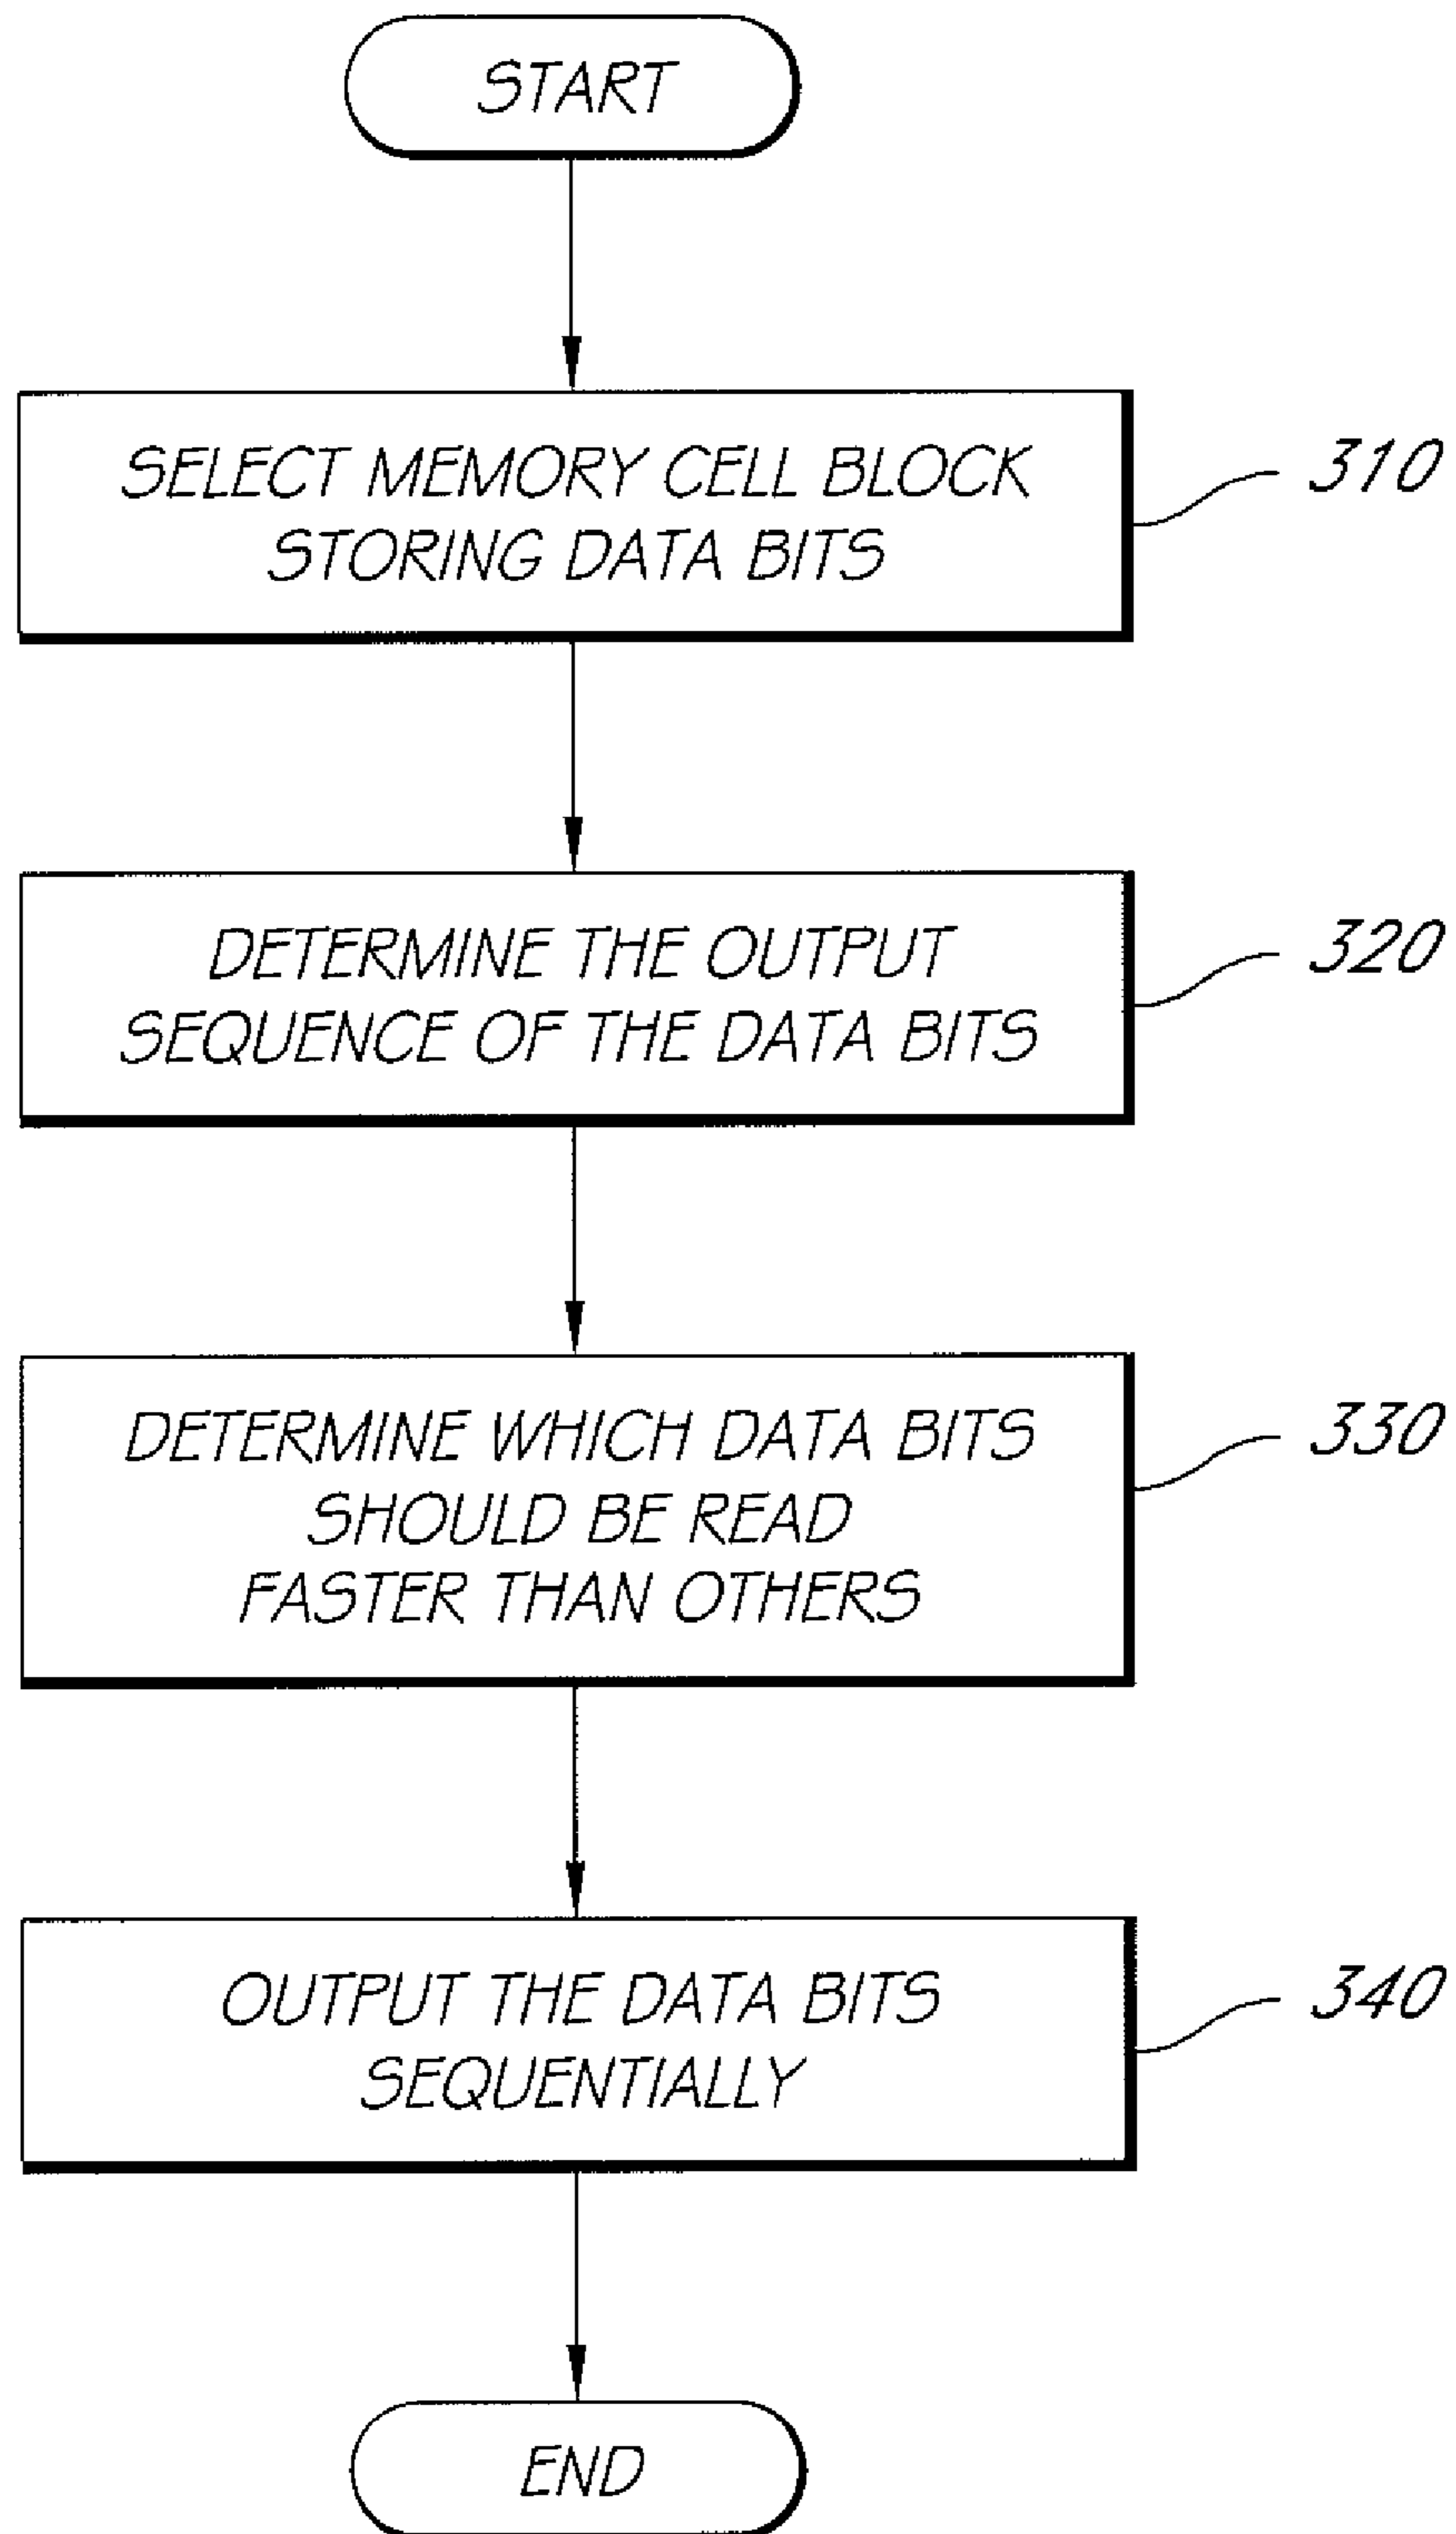 START
SELECT MEMORY CELL BLOCK
STORING DATA BITS
310
DETERMINE THE OUTPUT
SEQUENCE OF THE DATA BITS
320
DETERMINE WHICH DATA BITS
SHOULD BE READ
FASTER THAN OTHERS
330
OUTPUT THE DATA BITS
SEQUENTIALLY
340
END